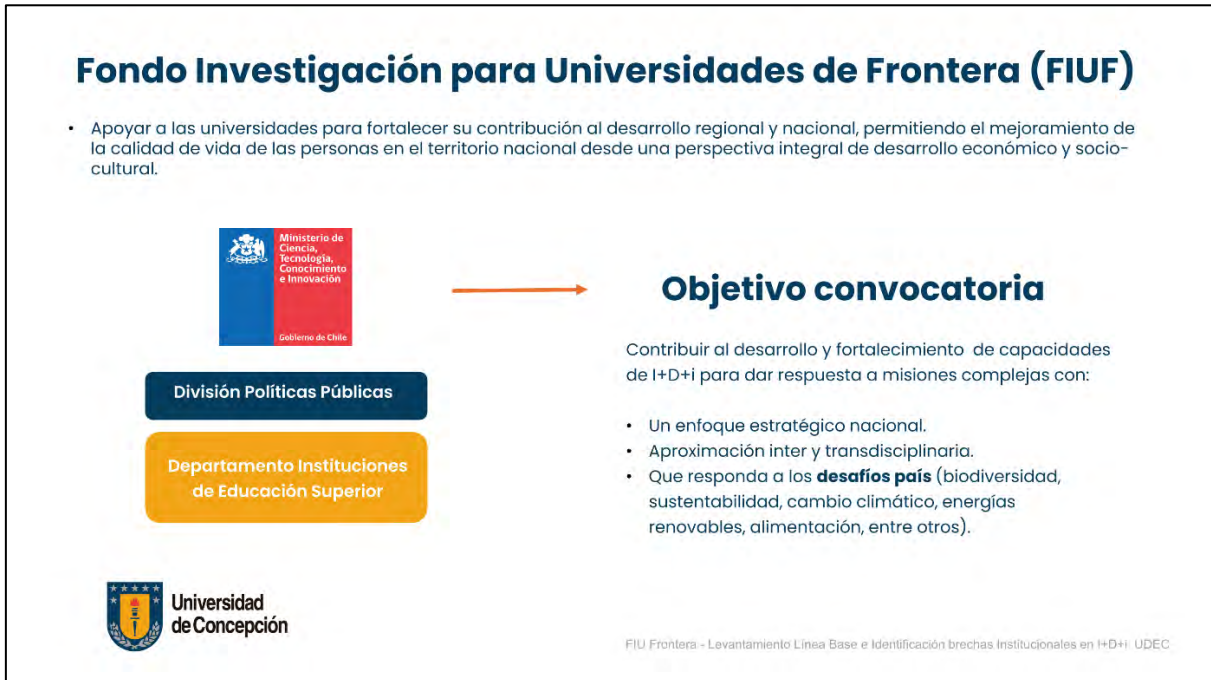 Fondo Investigación para Universidades de Frontera (FIUF)
• Apoyar a las universidades para fortalecer su contribución al desarrollo regional y nacional, permitiendo el mejoramiento de
la calidad de vida de las personas en el territorio nacional desde una perspectiva integral de desarrollo económico y socio-
cultural.
Ministerio de
Ciencia,
Tecnología,
Conocimiento
e Innovación
Gobierno de Chile
División Políticas Públicas
Departamento Instituciones
de Educación Superior
Objetivo convocatoria
Contribuir al desarrollo y fortalecimiento de capacidades
de I+D+i para dar respuesta a misiones complejas con:
• Un enfoque estratégico nacional.
• Aproximación inter y transdisciplinaria.
• Que responda a los desafíos país (biodiversidad,
sustentabilidad, cambio climático, energías
renovables, alimentación, entre otros).
Universidad
de Concepción
FIU Frontera - Levantamiento Línea Base e Identificación brechas Institucionales en I+D+i UDEC